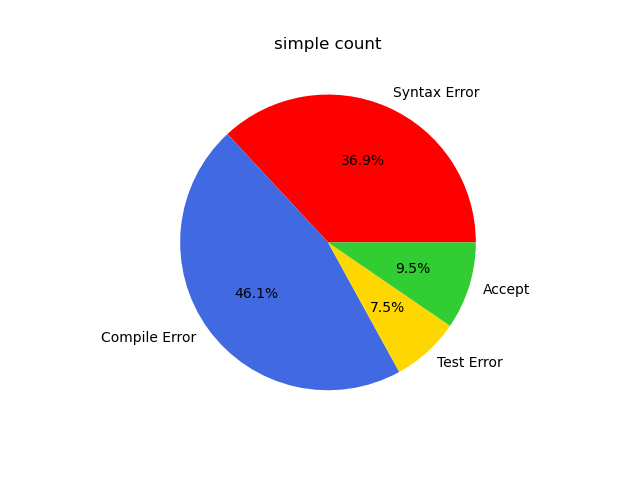 simple count
Syntax Error
36.9%
46.1%
9.5%
7.5%
Accept
Compile Error
Test Error